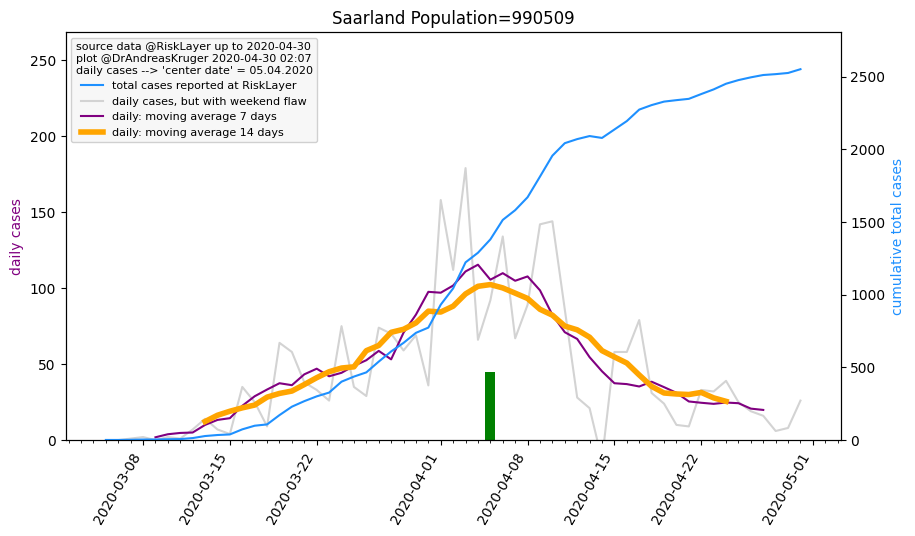 Saarland Population=990509
source data @RiskLayer up to 2020-04-30
plot @DrAndreasKruger 2020-04-30 02:07
daily cases --> 'center date' = 05.04.2020
total cases reported at RiskLayer
daily cases, but with weekend flaw
daily: moving average 7 days
daily: moving average 14 days
daily cases
250
200
150
100
50
0
cumulative total cases
2500
2000
1500
1000
500
0
2020-03-08
2020-03-15
2020-03-22
2020-04-01
2020-04-08
2020-04-15
2020-04-22
2020-05-01